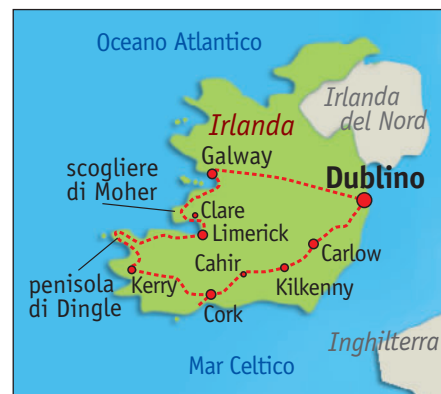 Oceano Atlantico
Irlanda
del Nord
Irlanda
Galway
Dublino
scogliere
di Moher
Clare
Limerick
Carlow
Cahir
penisola
di Dingle
Kerry
Kilkenny
Cork
Inghilterra
Mar Celtico